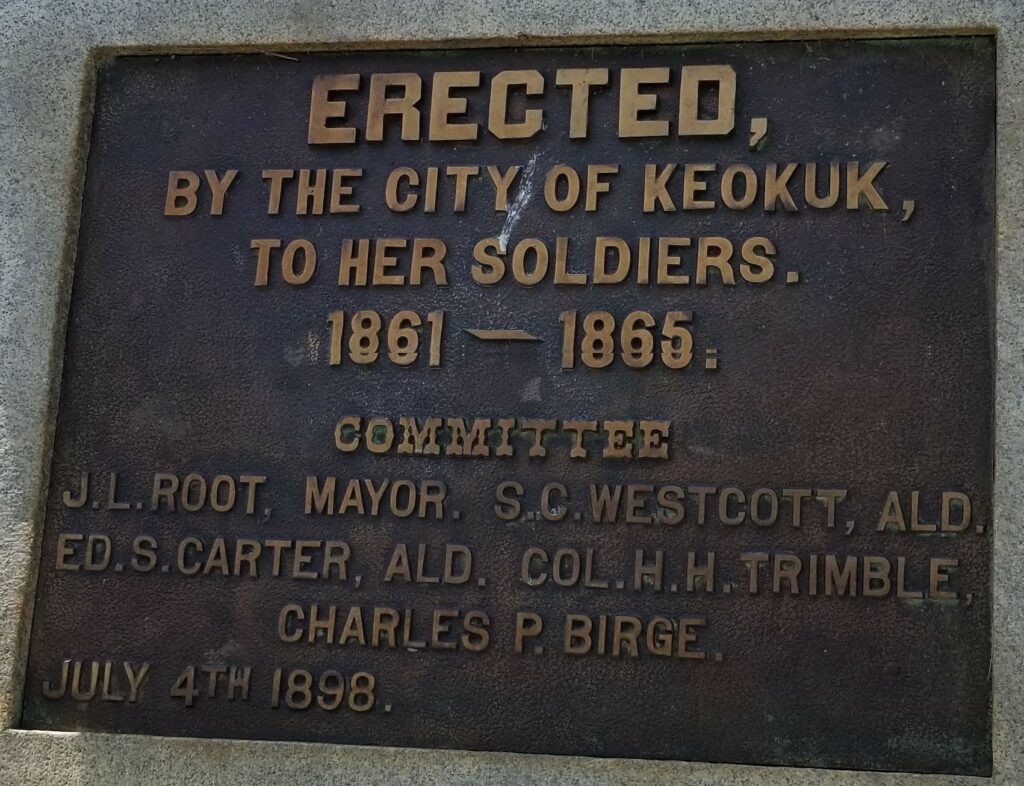 ERECTED,
BY THE CITY OF KEOKUK,
TO HER SOLDIERS.
1861 — 1865.
COMMITTEE
J.L.ROOT, MAYOR. S.C.WESTCOTT, ALD.
ED.S.CARTER, ALD. COL.H.H.TRIMBLE,
CHARLES P. BIRGE.
JULY 4TH 1898.